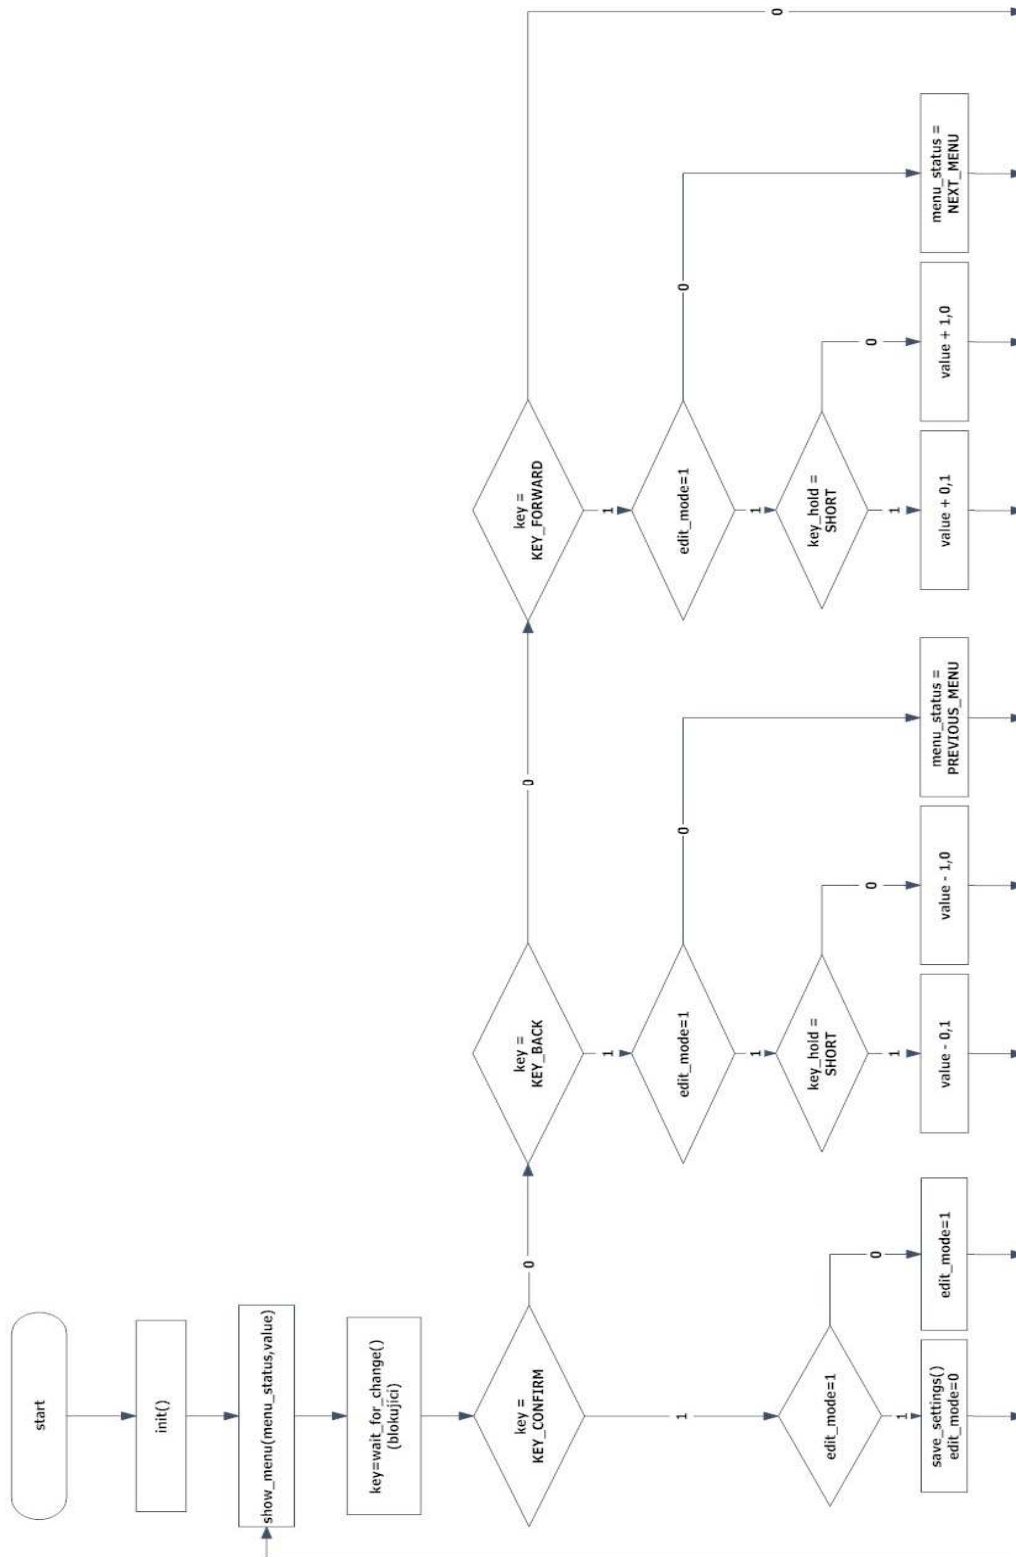 start
init()
show_menu(menu_status,value)
key=wait_for_change()
(blokujici)
key =
KEY_CONFIRM
0
key =
KEY_BACK
0
key =
KEY_FORWARD
0
1
1
edit_mode=1
0
1
edit_mode=1
0
1
1
edit_mode=1
0
key_hold =
SHORT
0
key_hold =
SHORT
0
1
1
1
save_settings()
edit_mode=0
edit_mode=1
value - 0,1
value - 1,0
menu_status =
PREVIOUS_MENU
value + 0,1
value + 1,0
menu_status =
NEXT_MENU